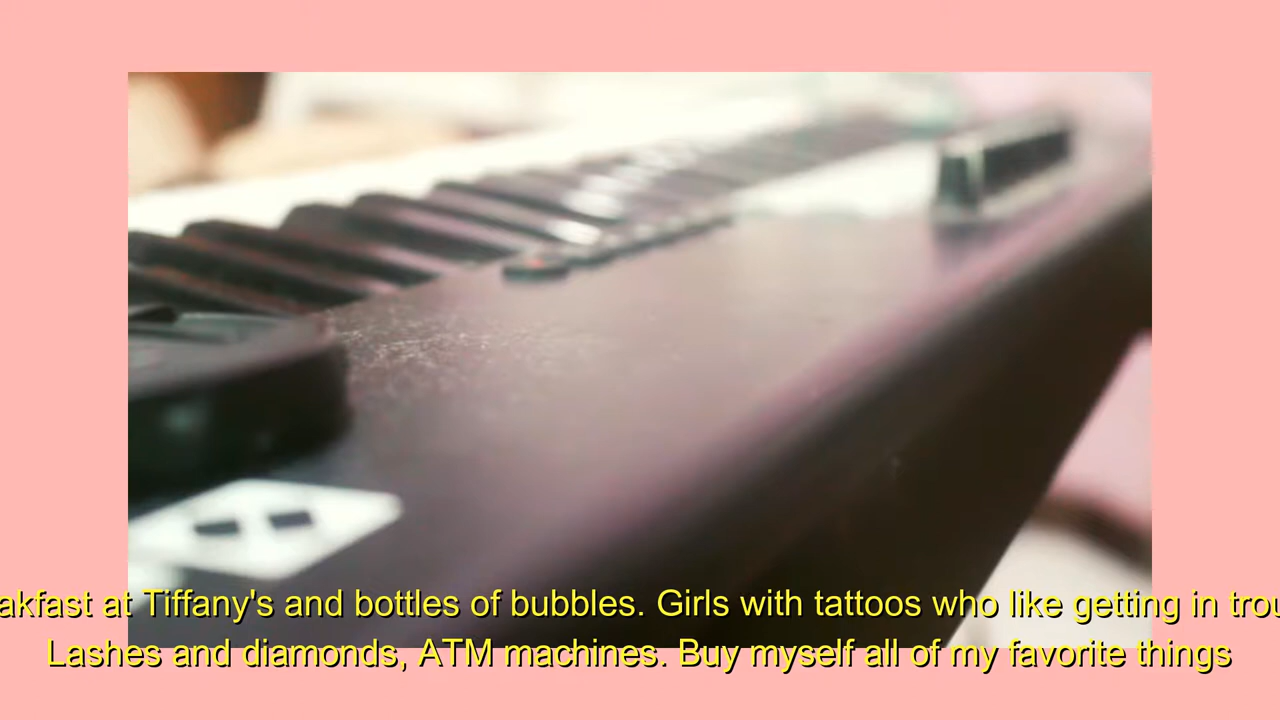 akfast at Tiffany's and bottles of bubbles. Girls with tattoos who like getting in trou
Lashes and diamonds, ATM machines. Buy myself all of my favorite things